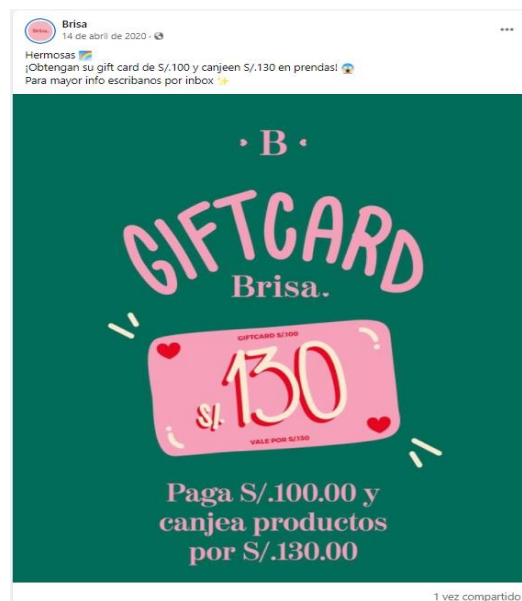 Brisa.
Brisa
14 de abril de 2020 ·
Hermosas
¡Obtengan su gift card de S/.100 y canjeen S/.130 en prendas!
Para mayor info escribanos por inbox
B
GIFTCARD
Brisa.
GIFTCARD S/.100
S/. 130
VALE POR S/.130
Paga S/.100.00 y
canjea productos
por S/.130.00
1 vez compartido